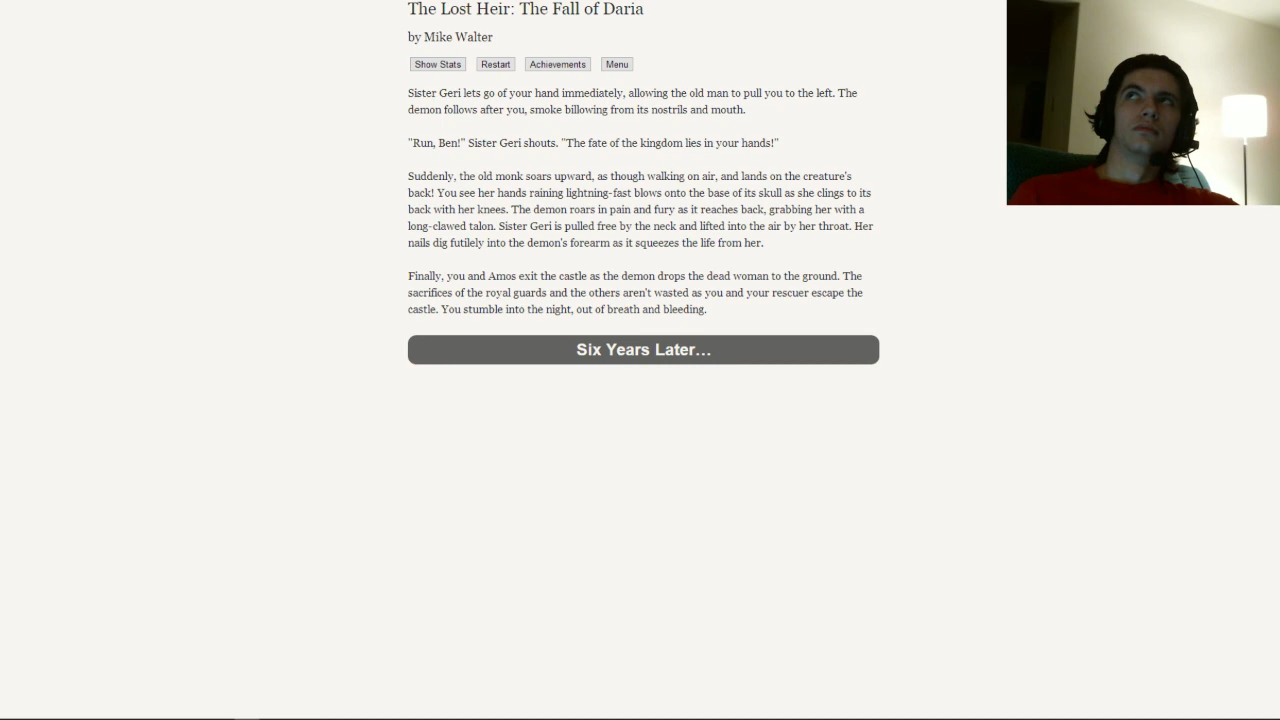 The Lost Heir: The Fall of Daria
by Mike Walter
Show Stats Restart Achievements Menu
Sister Geri lets go of your hand immediately, allowing the old man to pull you to the left. The
demon follows after you, smoke billowing from its nostrils and mouth.
"Run, Ben!" Sister Geri shouts. "The fate of the kingdom lies in your hands!"
Suddenly, the old monk soars upward, as though walking on air, and lands on the creature's
back! You see her hands raining lightning-fast blows onto the base of its skull as she clings to its
back with her knees. The demon roars in pain and fury as it reaches back, grabbing her with a
long-clawed talon. Sister Geri is pulled free by the neck and lifted into the air by her throat. Her
nails dig futilely into the demon's forearm as it squeezes the life from her.
Finally, you and Amos exit the castle as the demon drops the dead woman to the ground. The
sacrifices of the royal guards and the others aren't wasted as you and your rescuer escape the
castle. You stumble into the night, out of breath and bleeding.
Six Years Later...